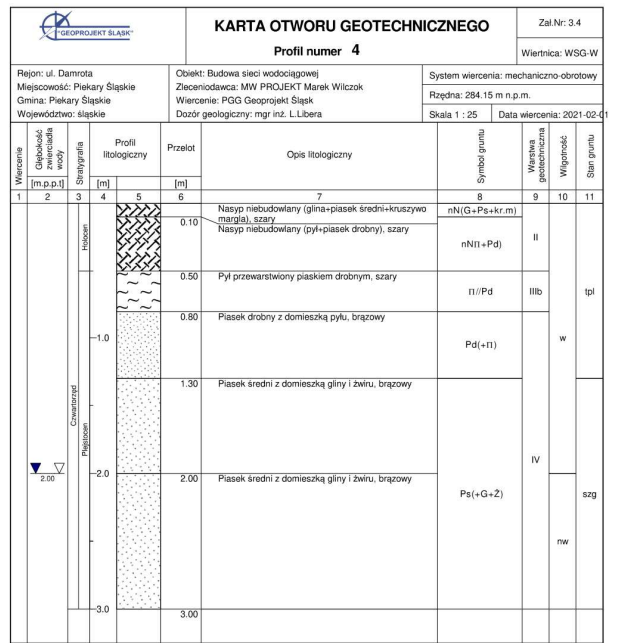 "GEOPROJEKT ŚLĄSK"
KARTA OTWORU GEOTECHNICZNEGO
Profil numer 4
Zał.Nr: 3.4
Wiertnica: WSG-W
Rejon: ul. Damrota
Miejscowość: Piekary Śląskie
Gmina: Piekary Śląskie
Województwo: śląskie
Obiekt: Budowa sieci wodociągowej
Zleceniodawca: MW PROJEKT Marek Wilczok
Wiercenie: PGG Geoprojekt Śląsk
Dozór geologiczny: mgr inż. L.Libera
System wiercenia: mechaniczno-obrotowy
Rzędna: 284.15 m n.p.m.
Skala 1 : 25 Data wiercenia: 2021-02-01
Wiercenie
Głębokość
zwierciadła
wody
[m.p.p.t]
Stratygrafia
Profil
litologiczny
[m]
Przelot
[m]
Opis litologiczny
Symbol gruntu
Warstwa
geotechniczna
Wilgotność
Stan gruntu
1 2 3 4 5 6 7 8 9 10 11
Nasyp niebudowlany (glina+piasek średni+kruszywo
margla), szary
nN(G+Ps+kr.m)
0.10
Nasyp niebudowlany (pył+piasek drobny), szary
Holocen
nN(Π+Pd)
II
0.50 Pył przewarstwiony piaskiem drobnym, szary
Π//Pd
IIIb
tpl
0.80 Piasek drobny z domieszką pyłu, brązowy
1.0
Pd(+Π)
w
1.30 Piasek średni z domieszką gliny i żwiru, brązowy
Czwartorzęd
Plejstocen
IV
2.00
2.0
2.00 Piasek średni z domieszką gliny i żwiru, brązowy
Ps(+G+Ż)
szg
nw
3.0
3.00